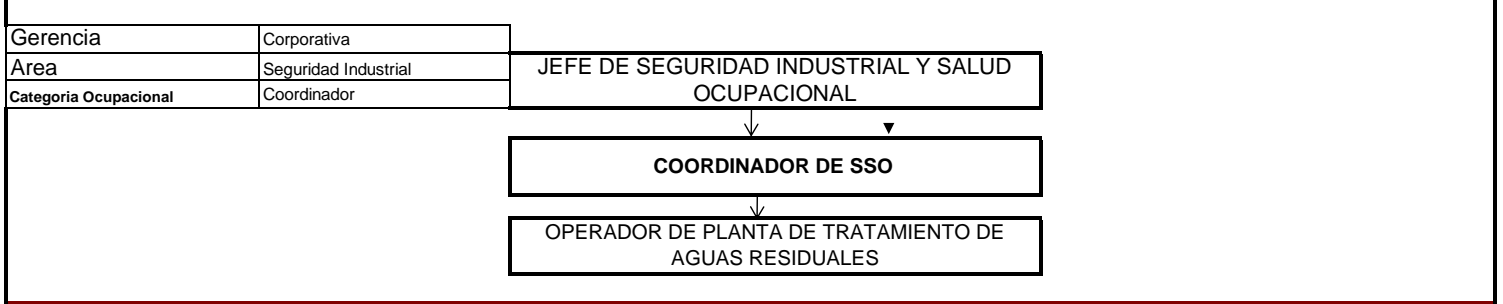 Gerencia Corporativa
Area Seguridad Industrial
Categoria Ocupacional Coordinador
JEFE DE SEGURIDAD INDUSTRIAL Y SALUD
OCUPACIONAL
COORDINADOR DE SSO
OPERADOR DE PLANTA DE TRATAMIENTO DE
AGUAS RESIDUALES